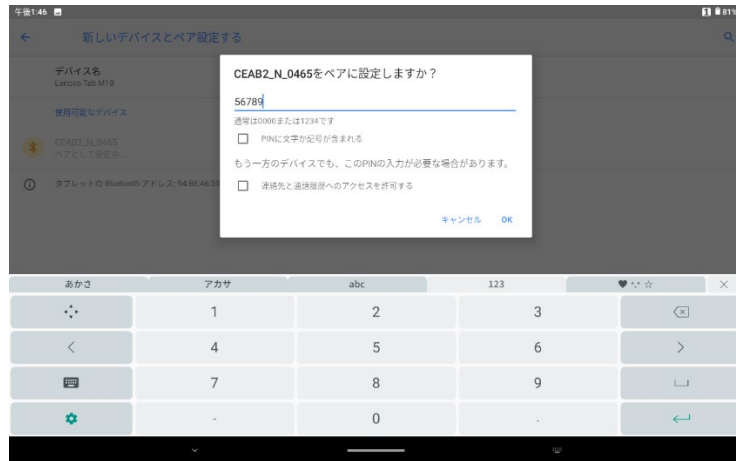 午後1:46
81%
新しいデバイスとペア設定する
デバイス名
Lenovo Tab M10
使用可能なデバイス
CEAB2_N_0465
ペアとして設定中...
タブレットの Bluetooth アドレス: 94:BE:46:39
CEAB2_N_0465をペアに設定しますか？
56789
通常は0000または1234です
PINに文字か記号が含まれる
もう一方のデバイスでも、このPINの入力が必要な場合があります。
連絡先と通話履歴へのアクセスを許可する
キャンセル OK
あかさ アカサ abc 123 ♥ ☆ ×
1 2 3
< 4 5 6 >
7 8 9
- 0 .